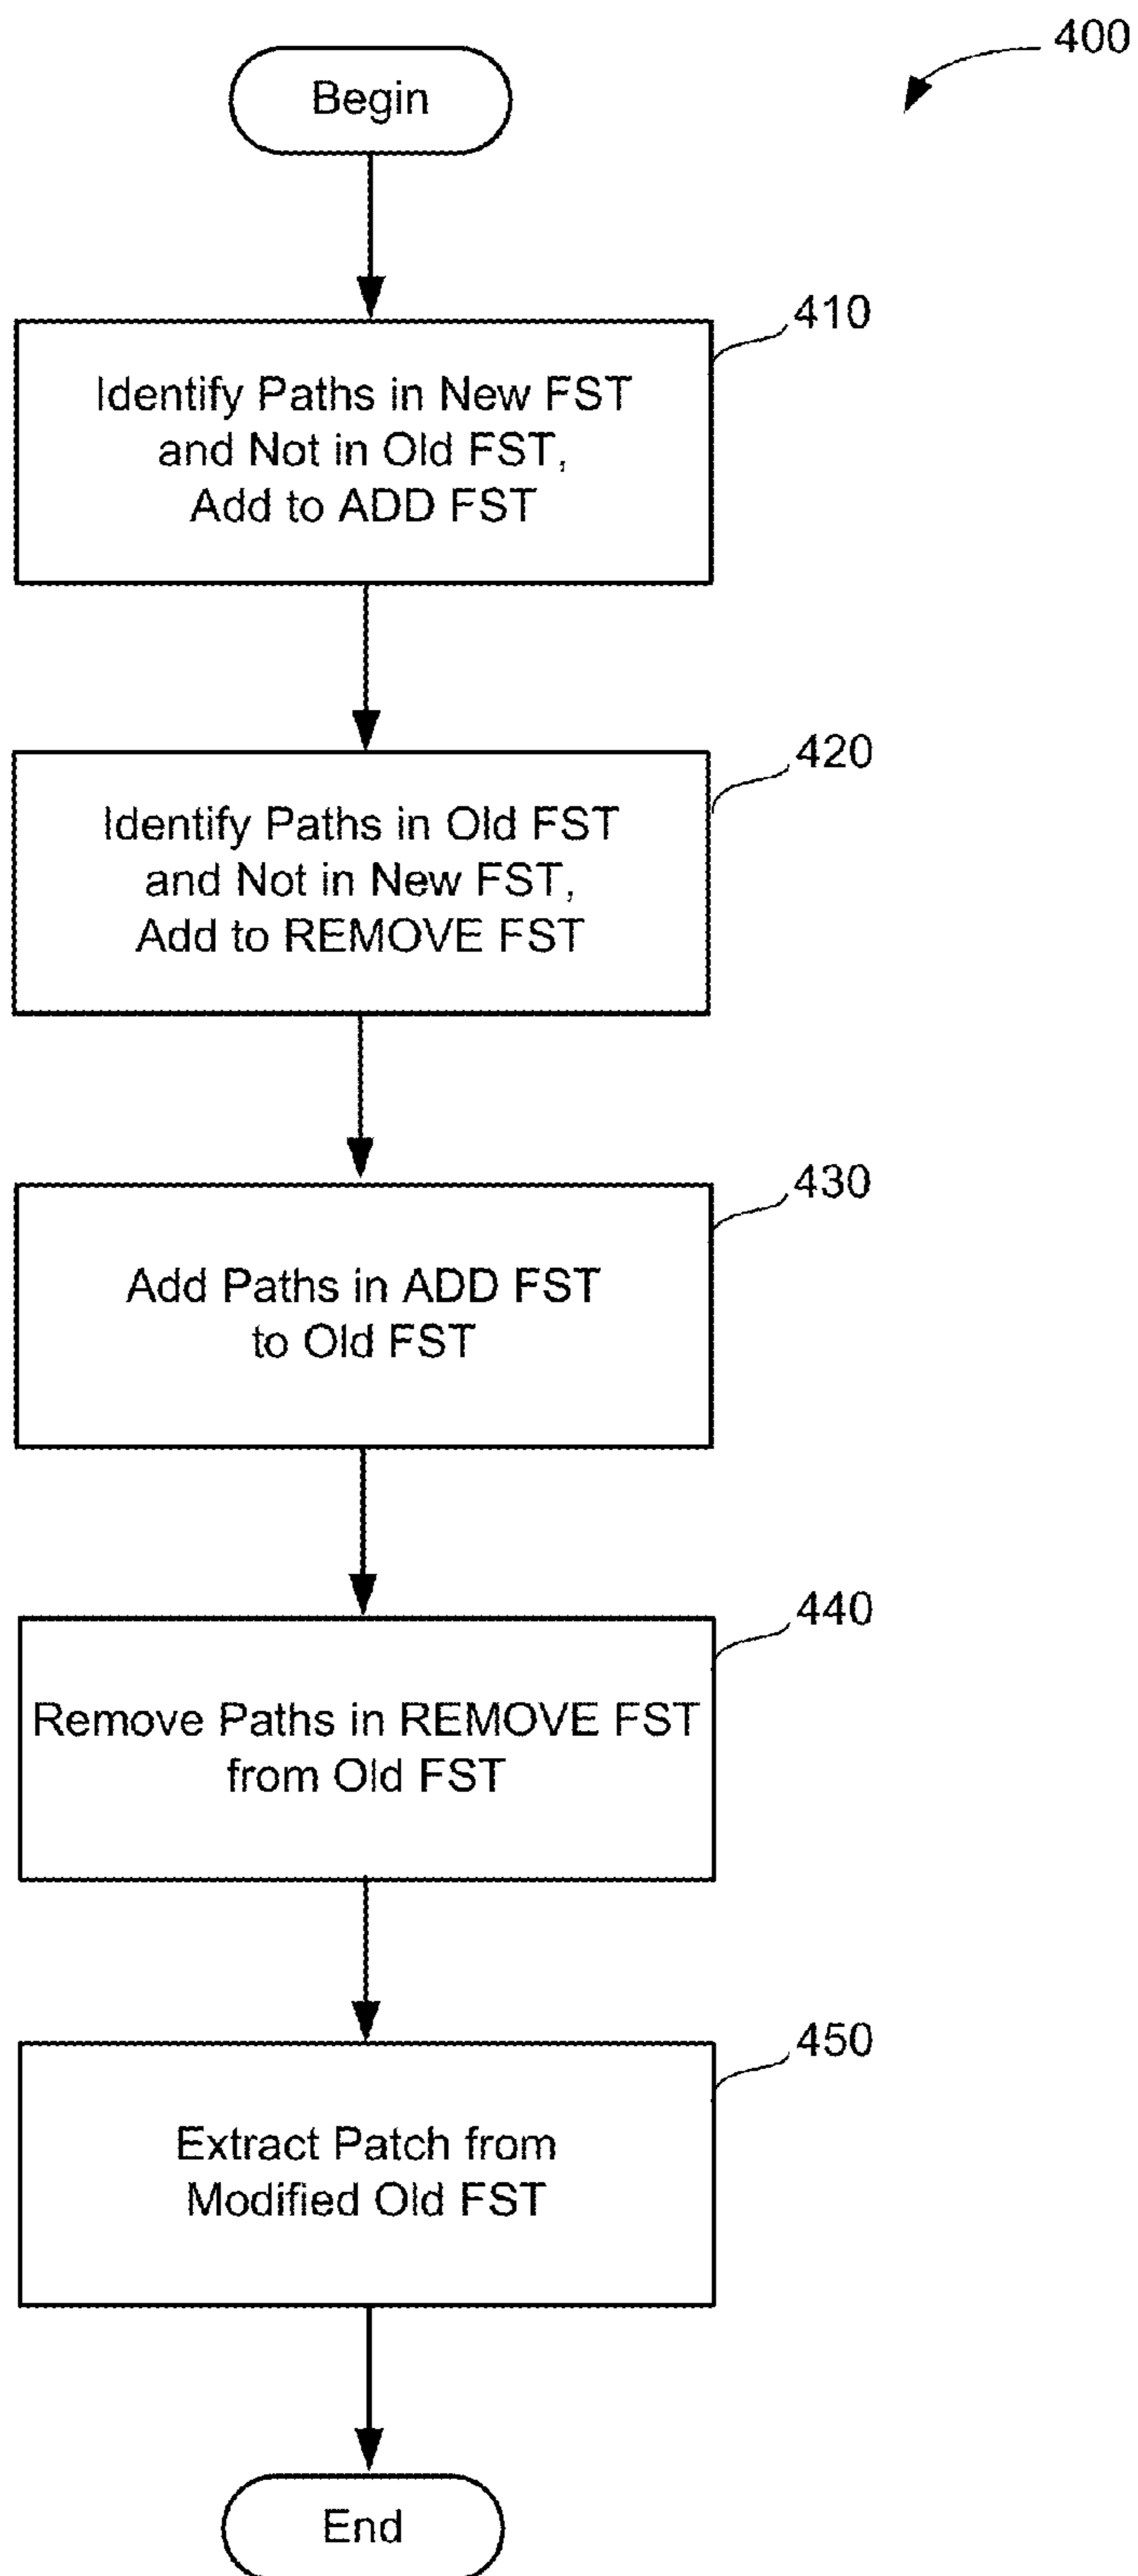 400
Begin
410
Identify Paths in New FST
and Not in Old FST,
Add to ADD FST
420
Identify Paths in Old FST
and Not in New FST,
Add to REMOVE FST
430
Add Paths in ADD FST
to Old FST
440
Remove Paths in REMOVE FST
from Old FST
450
Extract Patch from
Modified Old FST
End